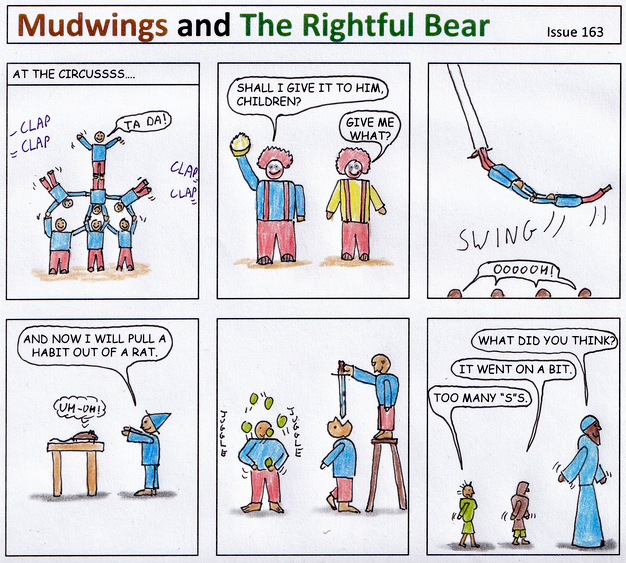 Mudwings and The Rightful Bear
Issue 163
AT THE CIRCUSSSS....
TA DA!
CLAP
CLAP
CLAP
CLAP
SHALL I GIVE IT TO HIM,
CHILDREN?
GIVE ME
WHAT?
SWING
OOOOOH!
AND NOW I WILL PULL A
HABIT OUT OF A RAT.
UH-UH!
JUGGLE
JUGGLE
WHAT DID YOU THINK?
IT WENT ON A BIT.
TOO MANY "S"S.